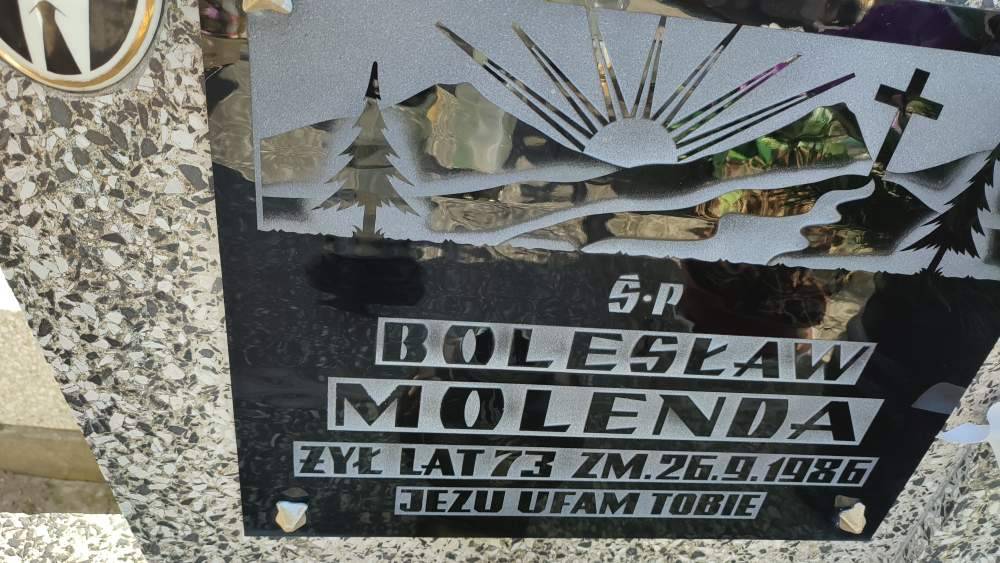 Ś.P
BOLESŁAW
MOLENDA
ŻYŁ LAT 73 ZM. 26.9.1986
JEZU UFAM TOBIE